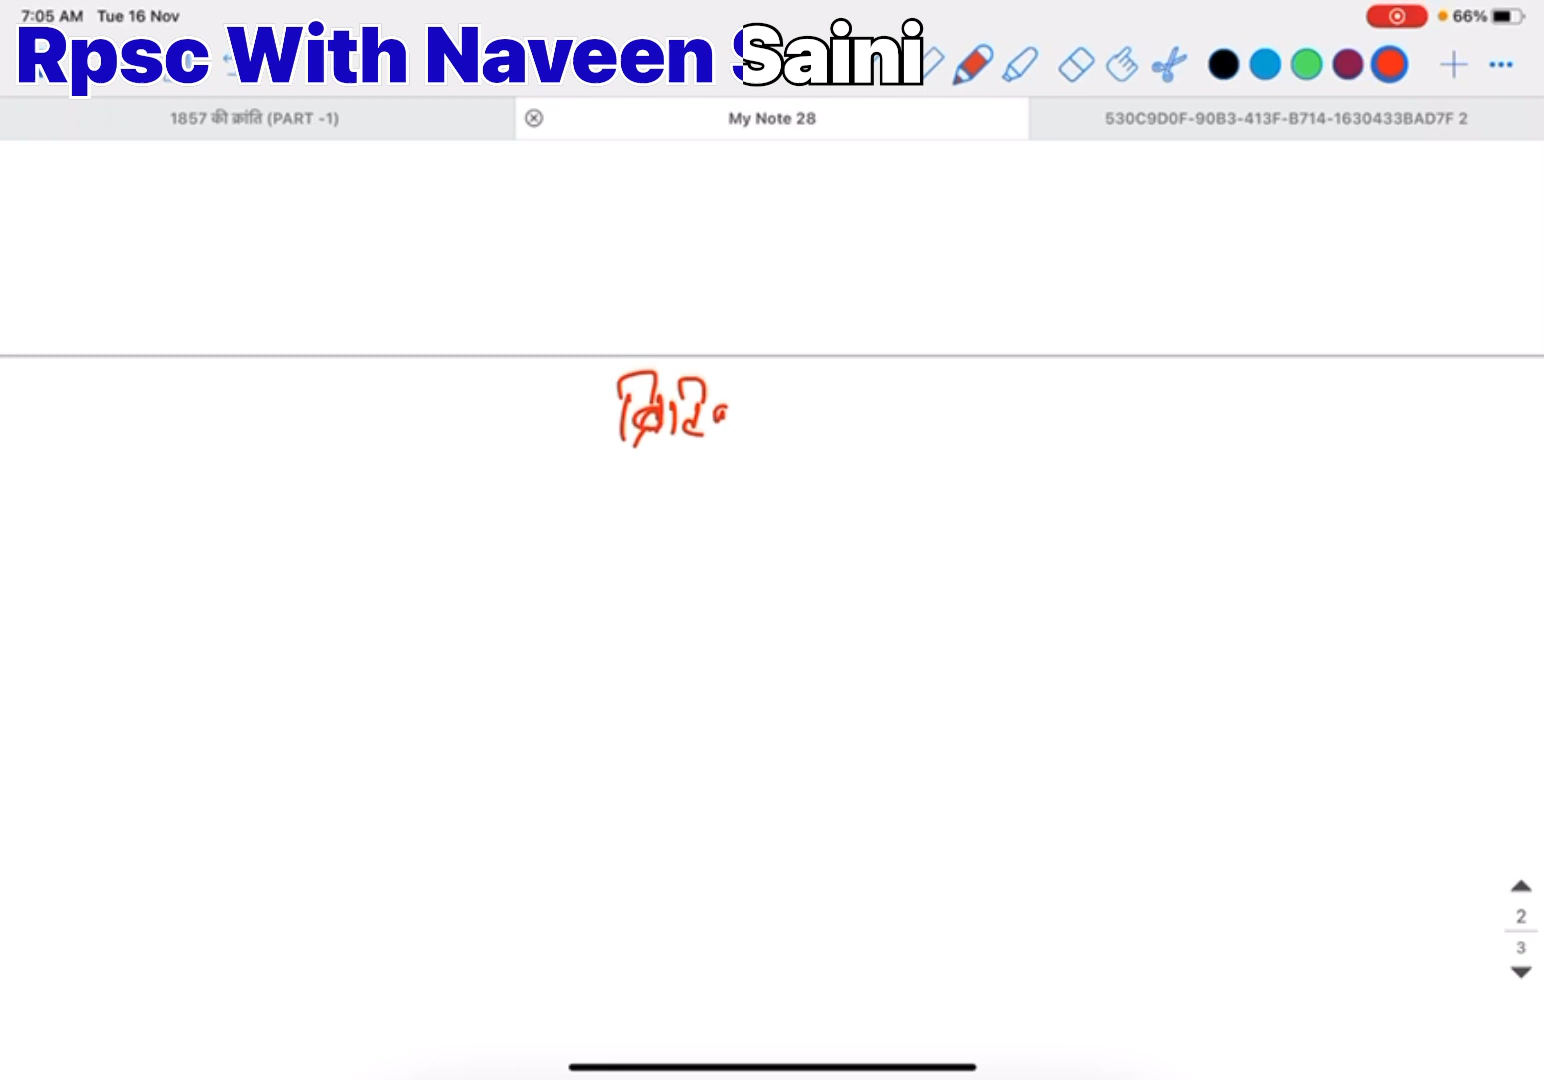 7:05 AM Tue 16 Nov
66%
Rpsc With Naveen Saini
1857 की क्रांति (PART -1)
My Note 28
530C9D0F-90B3-413F-B714-1630433BAD7F 2
2
3